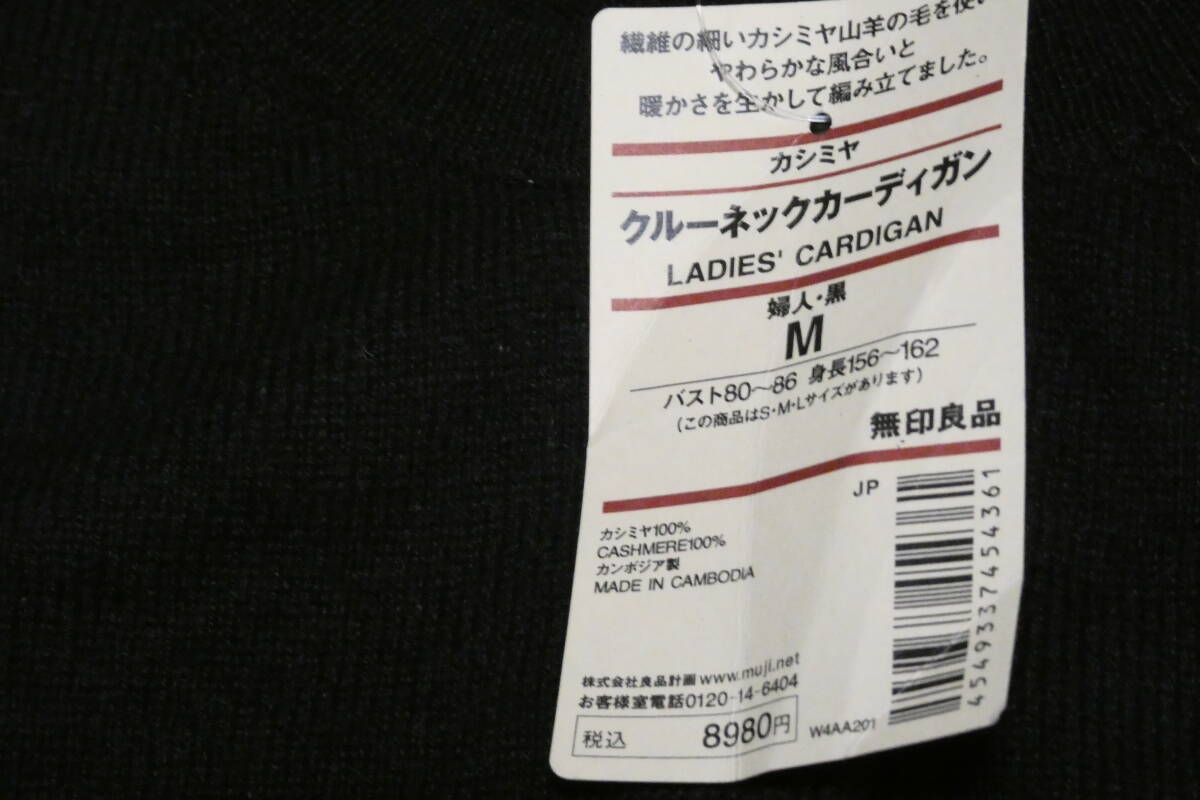 繊維の細いカシミヤ山羊の毛を使い
やわらかな風合いと
暖かさを生かして編み立てました。
カシミヤ
クルーネックカーディガン
LADIES' CARDIGAN
婦人・黒
M
バスト80〜86 身長156〜162
(この商品はS・M・Lサイズがあります)
無印良品
JP
カシミヤ100%
CASHMERE100%
カンボジア製
MADE IN CAMBODIA
4549337454361
株式会社良品計画 www.muji.net
お客様室電話0120-14-6404
税込 8980円
W4AA201